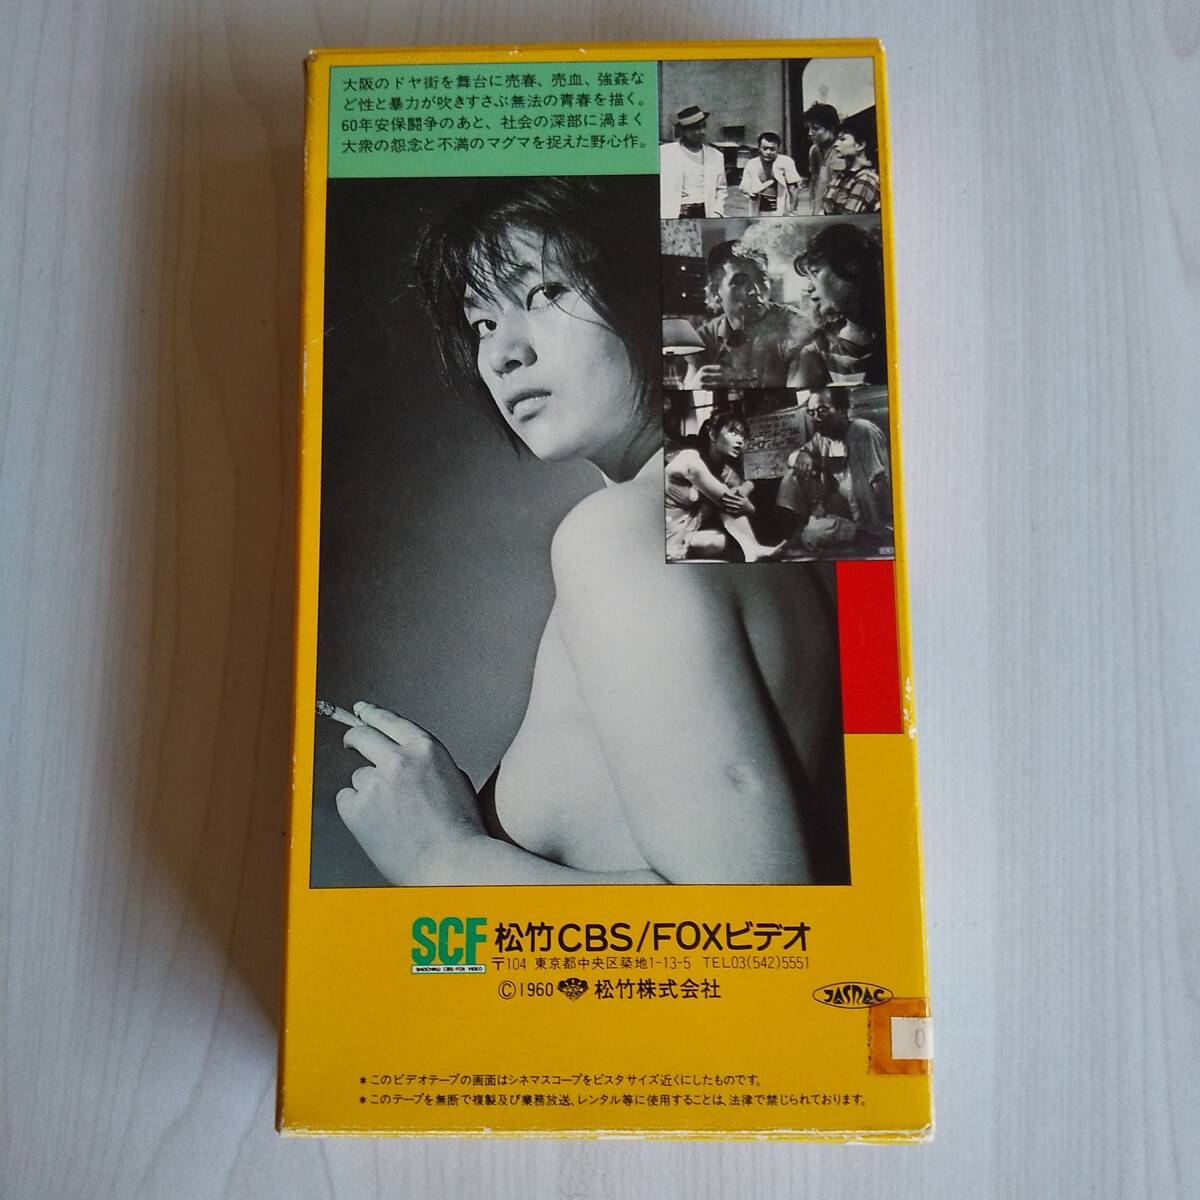 大阪のドヤ街を舞台に売春、売血、強姦な
ど性と暴力が吹きすさぶ無法の青春を描く。
60年安保闘争のあと、社会の深部に渦まく
大衆の怨念と不満のマグマを捉えた野心作。
SCF 松竹CBS/FOXビデオ
SHOCHIKU CBS/FOX VIDEO
〒104 東京都中央区築地1-13-5 TEL03(542)5551
©1960 松竹株式会社
JASRAC
0
＊このビデオテープの画面はシネマスコープをビスタサイズ近くにしたものです。
＊このテープを無断で複製及び業務放送、レンタル等に使用することは、法律で禁じられております。